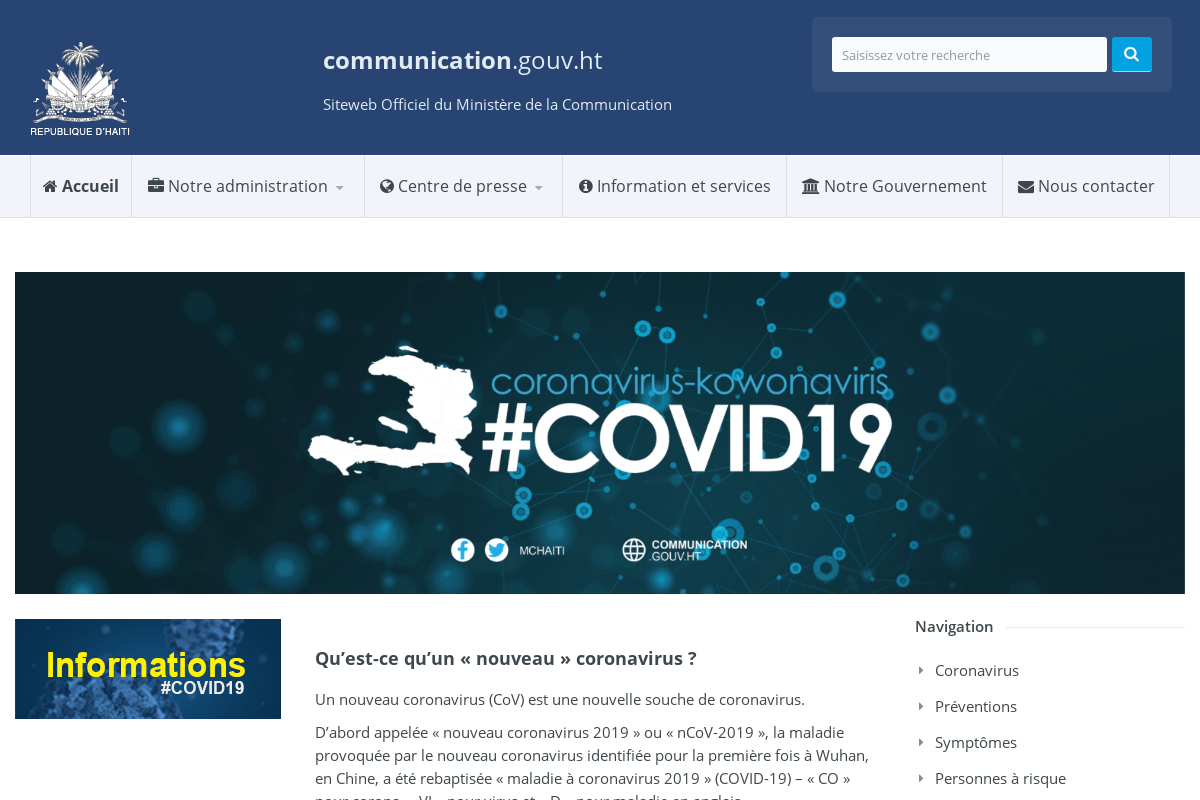 REPUBLIQUE D'HAITI
communication.gouv.ht
Siteweb Officiel du Ministère de la Communication
Saisissez votre recherche
Accueil
Notre administration
Centre de presse
Information et services
Notre Gouvernement
Nous contacter
coronavirus-kowonaviris
#COVID19
MCHAITI
COMMUNICATION
.GOUV.HT
Informations
#COVID19
Qu’est-ce qu’un « nouveau » coronavirus ?
Un nouveau coronavirus (CoV) est une nouvelle souche de coronavirus.
D’abord appelée « nouveau coronavirus 2019 » ou « nCoV-2019 », la maladie
provoquée par le nouveau coronavirus identifiée pour la première fois à Wuhan,
en Chine, a été rebaptisée « maladie à coronavirus 2019 » (COVID-19) – « CO »
Navigation
Coronavirus
Préventions
Symptômes
Personnes à risque